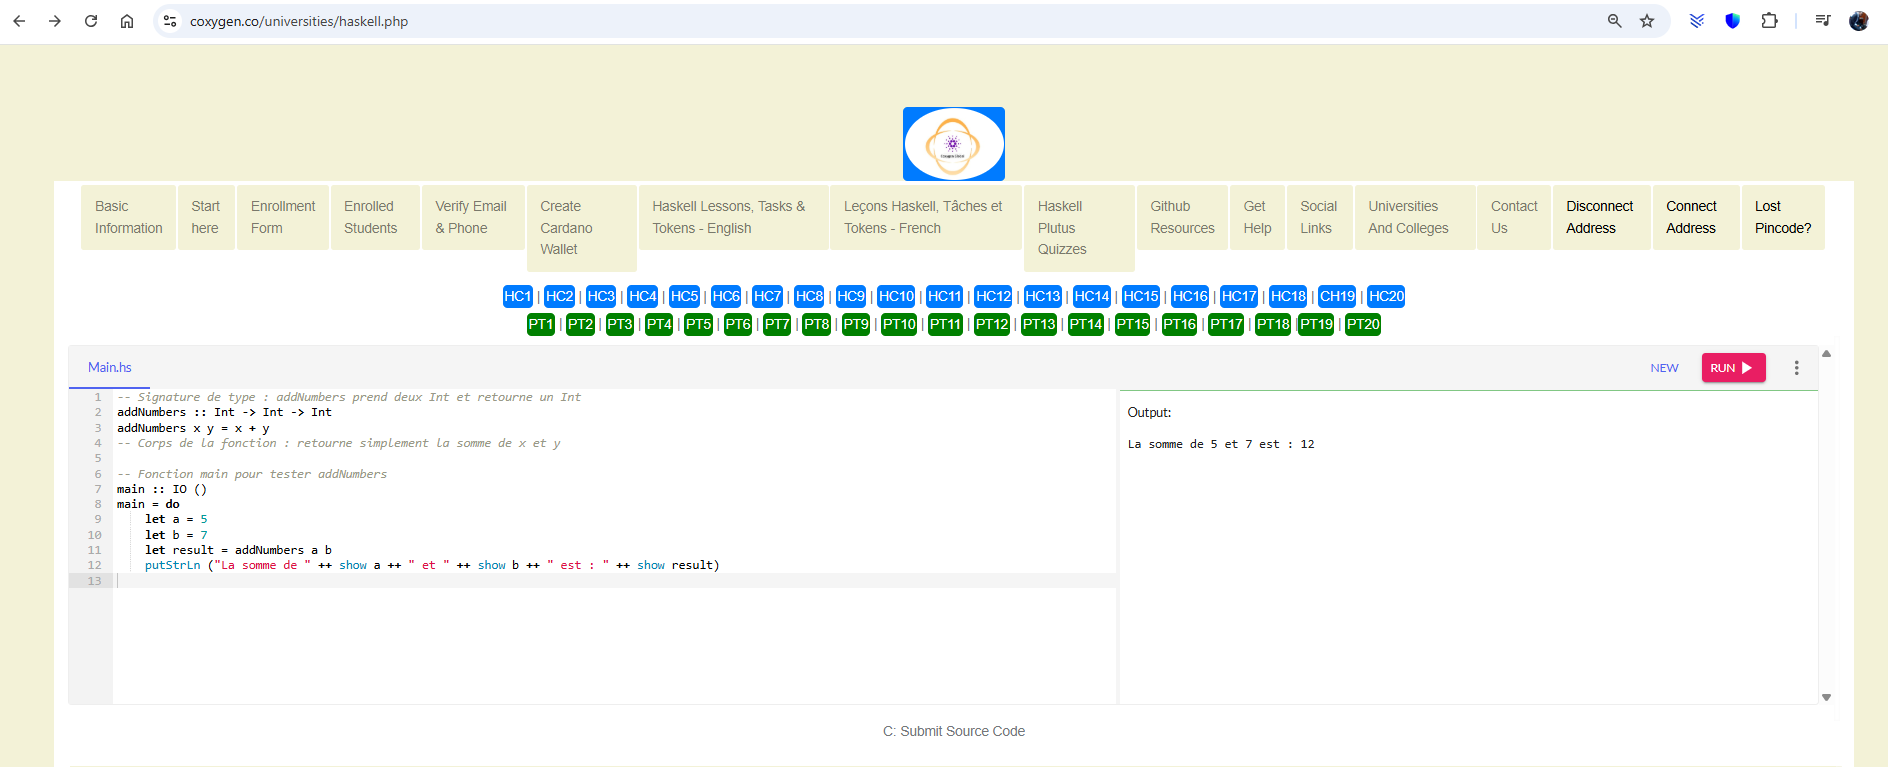 coxygen.co/universities/haskell.php
Basic Information
Start here
Enrollment Form
Enrolled Students
Verify Email & Phone
Create Cardano Wallet
Haskell Lessons, Tasks & Tokens - English
Leçons Haskell, Tâches et Tokens - French
Haskell Plutus Quizzes
Github Resources
Get Help
Social Links
Universities And Colleges
Contact Us
Disconnect Address
Connect Address
Lost Pincode?
HC1 | HC2 | HC3 | HC4 | HC5 | HC6 | HC7 | HC8 | HC9 | HC10 | HC11 | HC12 | HC13 | HC14 | HC15 | HC16 | HC17 | HC18 | CH19 | HC20
PT1 | PT2 | PT3 | PT4 | PT5 | PT6 | PT7 | PT8 | PT9 | PT10 | PT11 | PT12 | PT13 | PT14 | PT15 | PT16 | PT17 | PT18 | PT19 | PT20
Main.hs
NEW
RUN
1 -- Signature de type : addNumbers prend deux Int et retourne un Int
2 addNumbers :: Int -> Int -> Int
3 addNumbers x y = x + y
4 -- Corps de la fonction : retourne simplement la somme de x et y
5
6 -- Fonction main pour tester addNumbers
7 main :: IO ()
8 main = do
9     let a = 5
10     let b = 7
11     let result = addNumbers a b
12     putStrLn ("La somme de " ++ show a ++ " et " ++ show b ++ " est : " ++ show result)
13
Output:
La somme de 5 et 7 est : 12
C: Submit Source Code